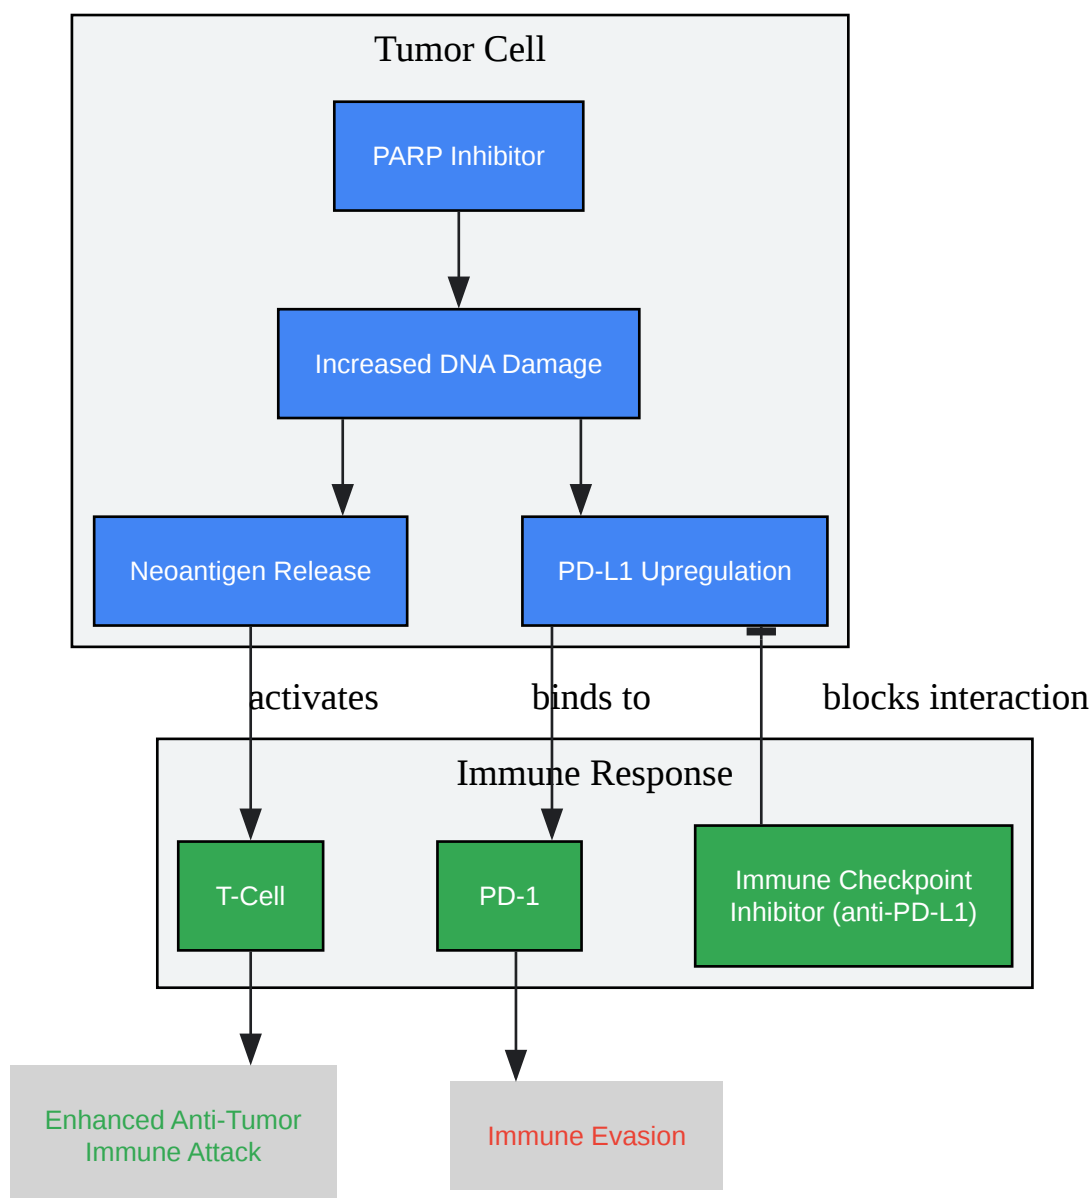 Tumor Cell
PARP Inhibitor
Increased DNA Damage
Neoantigen Release
PD-L1 Upregulation
activates
binds to
blocks interaction
Immune Response
T-Cell
PD-1
Immune Checkpoint
Inhibitor (anti-PD-L1)
Enhanced Anti-Tumor
Immune Attack
Immune Evasion